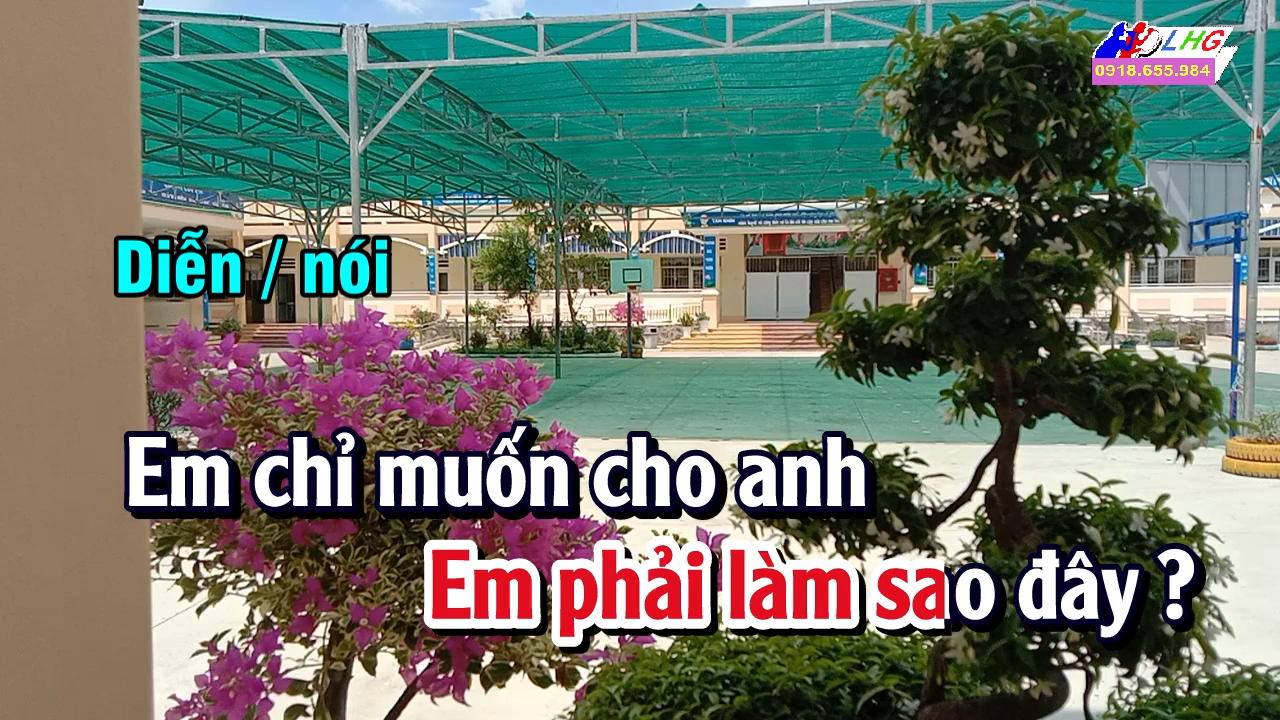 LHG
0918.655.984
Diễn / nói
Em chỉ muốn cho anh
Em phải làm sao đây ?